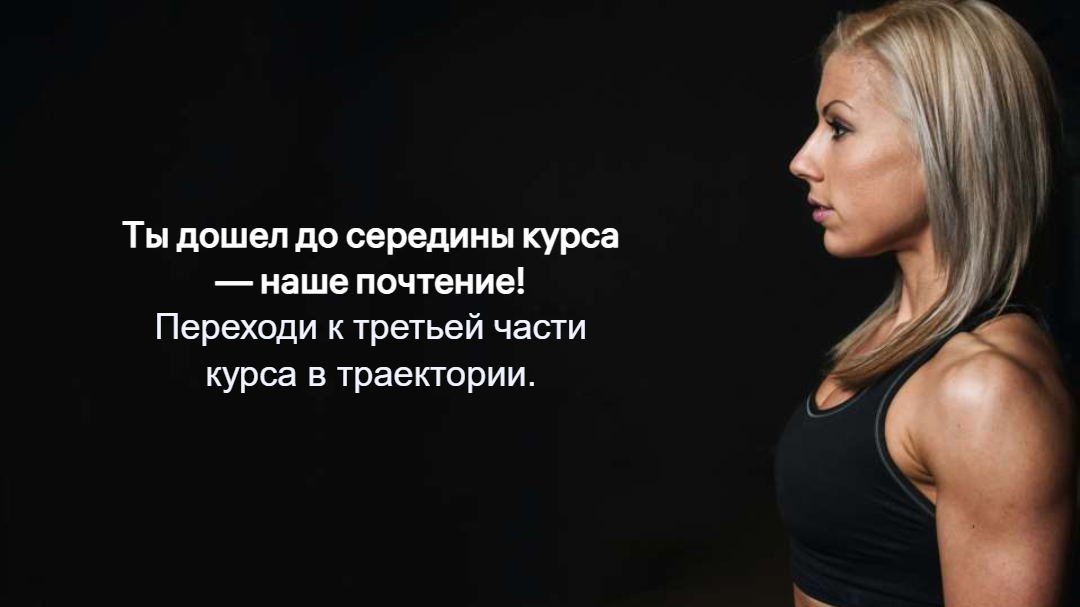 Ты дошел до середины курса
— наше почтение!
Переходи к третьей части
курса в траектории.